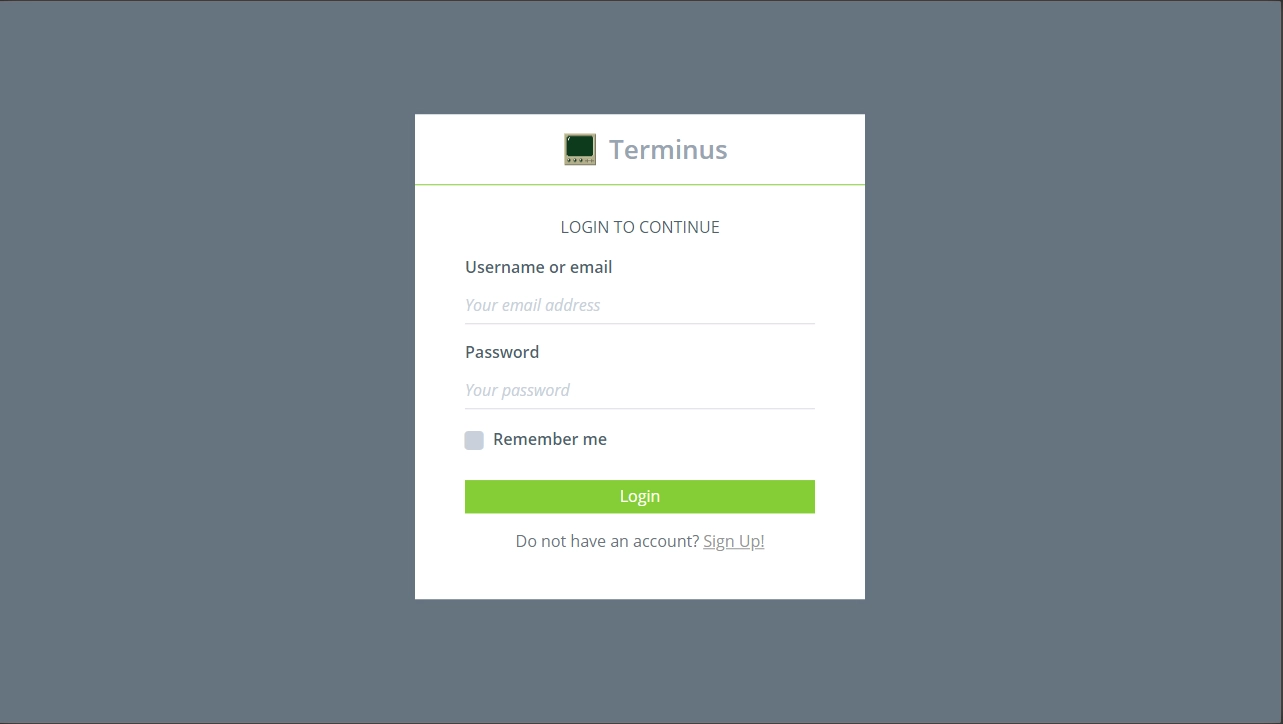 Terminus
LOGIN TO CONTINUE
Username or email
Your email address
Password
Your password
Remember me
Login
Do not have an account? Sign Up!